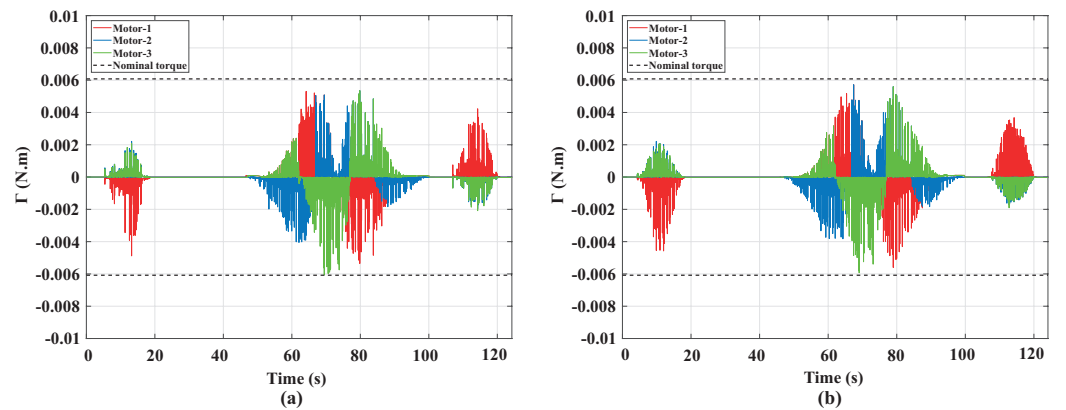 0.01
0.008
0.006
0.004
0.002
0
-0.002
-0.004
-0.006
-0.008
-0.01
Γ (N.m)
Motor-1
Motor-2
Motor-3
Nominal torque
0 20 40 60 80 100 120
Time (s)
(a)
0.01
0.008
0.006
0.004
0.002
0
-0.002
-0.004
-0.006
-0.008
-0.01
Γ (N.m)
Motor-1
Motor-2
Motor-3
Nominal torque
0 20 40 60 80 100 120
Time (s)
(b)